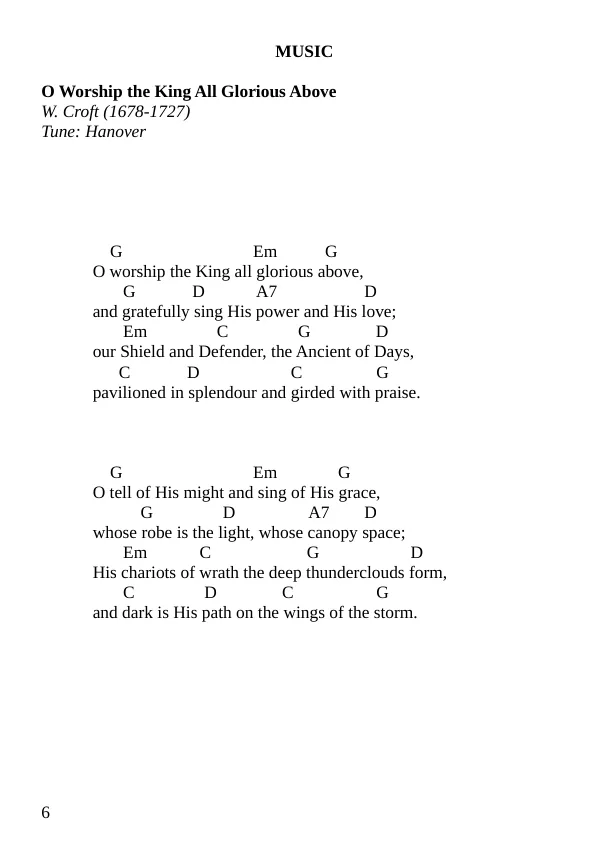 MUSIC
O Worship the King All Glorious Above
W. Croft (1678-1727)
Tune: Hanover
G Em G
O worship the King all glorious above,
G D A7 D
and gratefully sing His power and His love;
Em C G D
our Shield and Defender, the Ancient of Days,
C D C G
pavilioned in splendour and girded with praise.
G Em G
O tell of His might and sing of His grace,
G D A7 D
whose robe is the light, whose canopy space;
Em C G D
His chariots of wrath the deep thunderclouds form,
C D C G
and dark is His path on the wings of the storm.
6